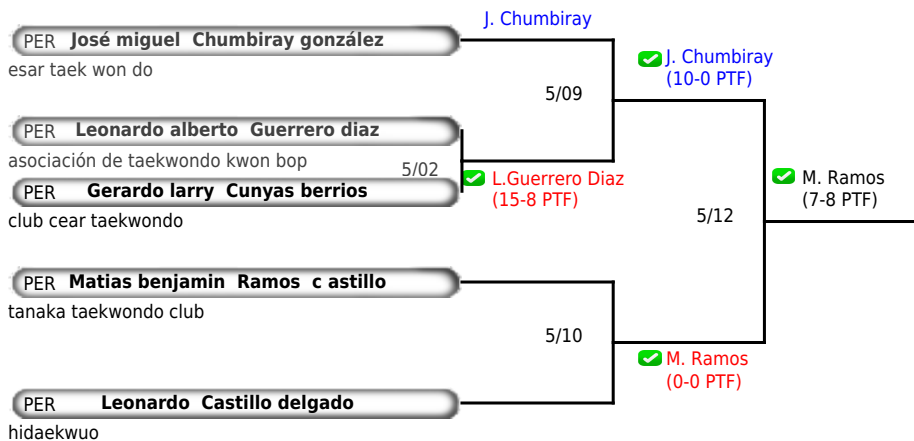 J. Chumbiray
PER José miguel Chumbiray gonzález
esar taek won do
J. Chumbiray
(10-0 PTF)
5/09
PER Leonardo alberto Guerrero diaz
asociación de taekwondo kwon bop
5/02
L.Guerrero Diaz
(15-8 PTF)
PER Gerardo larry Cunyas berrios
club cear taekwondo
M. Ramos
(7-8 PTF)
5/12
PER Matias benjamin Ramos c astillo
tanaka taekwondo club
5/10
M. Ramos
(0-0 PTF)
PER Leonardo Castillo delgado
hidaekwuo